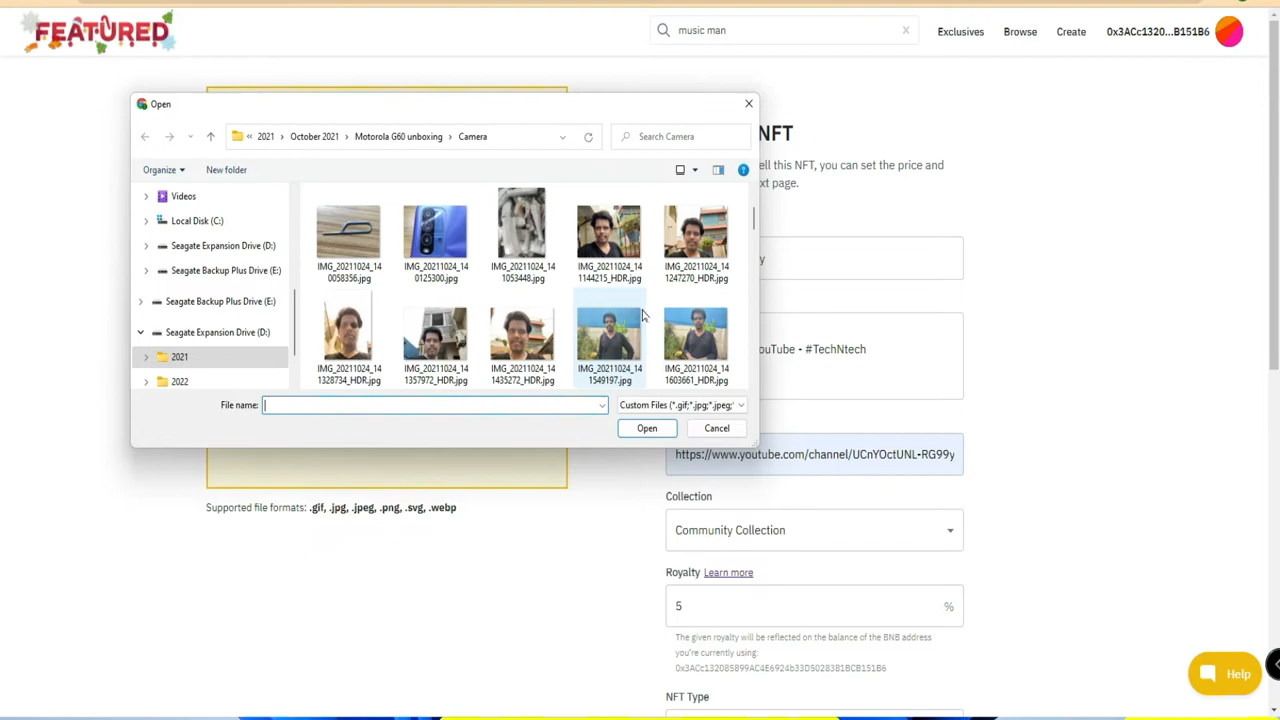 FEATURED
music man
Exclusives
Browse
Create
0x3ACc1320...B151B6
Open
« 2021 > October 2021 > Motorola G60 unboxing > Camera
Search Camera
Organize
New folder
Videos
Local Disk (C:)
Seagate Expansion Drive (D:)
Seagate Backup Plus Drive (E:)
Seagate Backup Plus Drive (E:)
Seagate Expansion Drive (D:)
2021
2022
IMG_20211024_14
0058356.jpg
IMG_20211024_14
0125300.jpg
IMG_20211024_14
1053448.jpg
IMG_20211024_14
1144215_HDR.jpg
IMG_20211024_14
1247270_HDR.jpg
IMG_20211024_14
1328734_HDR.jpg
IMG_20211024_14
1357972_HDR.jpg
IMG_20211024_14
1435272_HDR.jpg
IMG_20211024_14
1549197.jpg
IMG_20211024_14
1603661_HDR.jpg
File name:
Custom Files (*.gif;*.jpg;*.jpeg;*
Open
Cancel
NFT
ell this NFT, you can set the price and
xt page.
y
ouTube - #TechNtech
https://www.youtube.com/channel/UCnYOctUNL-RG99y
Supported file formats: .gif, .jpg, .jpeg, .png, .svg, .webp
Collection
Community Collection
Royalty Learn more
5
%
The given royalty will be reflected on the balance of the BNB address
you're currently using:
0x3ACc132085899AC4E6924b33D5028381BCB151B6
NFT Type
Help